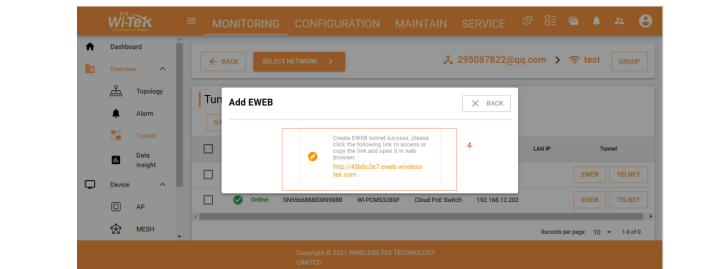 Wi-Tek
MONITORING CONFIGURATION MAINTAIN SERVICE
Dashboard
Overview
Topology
Alarm
Tunnel
Data
insight
Device
AP
MESH
← BACK SELECT NETWORK >
295087822@qq.com > test GROUP
Tun
Add EWEB
X BACK
Create EWEB tunnel success, please
click the following link to access or
copy the link and open it in web
browser.
http://45b0c2e7.eweb.wireless-
tek.com
4
LAN IP Tunnel
EWEB TELNET
Online SN556688838998BB WI-PCMS328GF Cloud PoE Switch 192.168.12.202 EWEB TELNET
Records per page: 10 1-0 of 0
Copyright © 2021 WIRELESS-TEK TECHNOLOGY
LIMITED